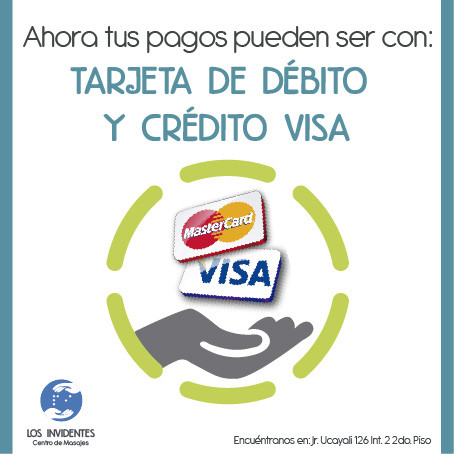 Ahora tus pagos pueden ser con:
TARJETA DE DÉBITO
Y CRÉDITO VISA
MasterCard
VISA
LOS INVIDENTES
Centro de Masajes
Encuéntranos en: Jr. Ucayali 126 Int. 2 2do. Piso